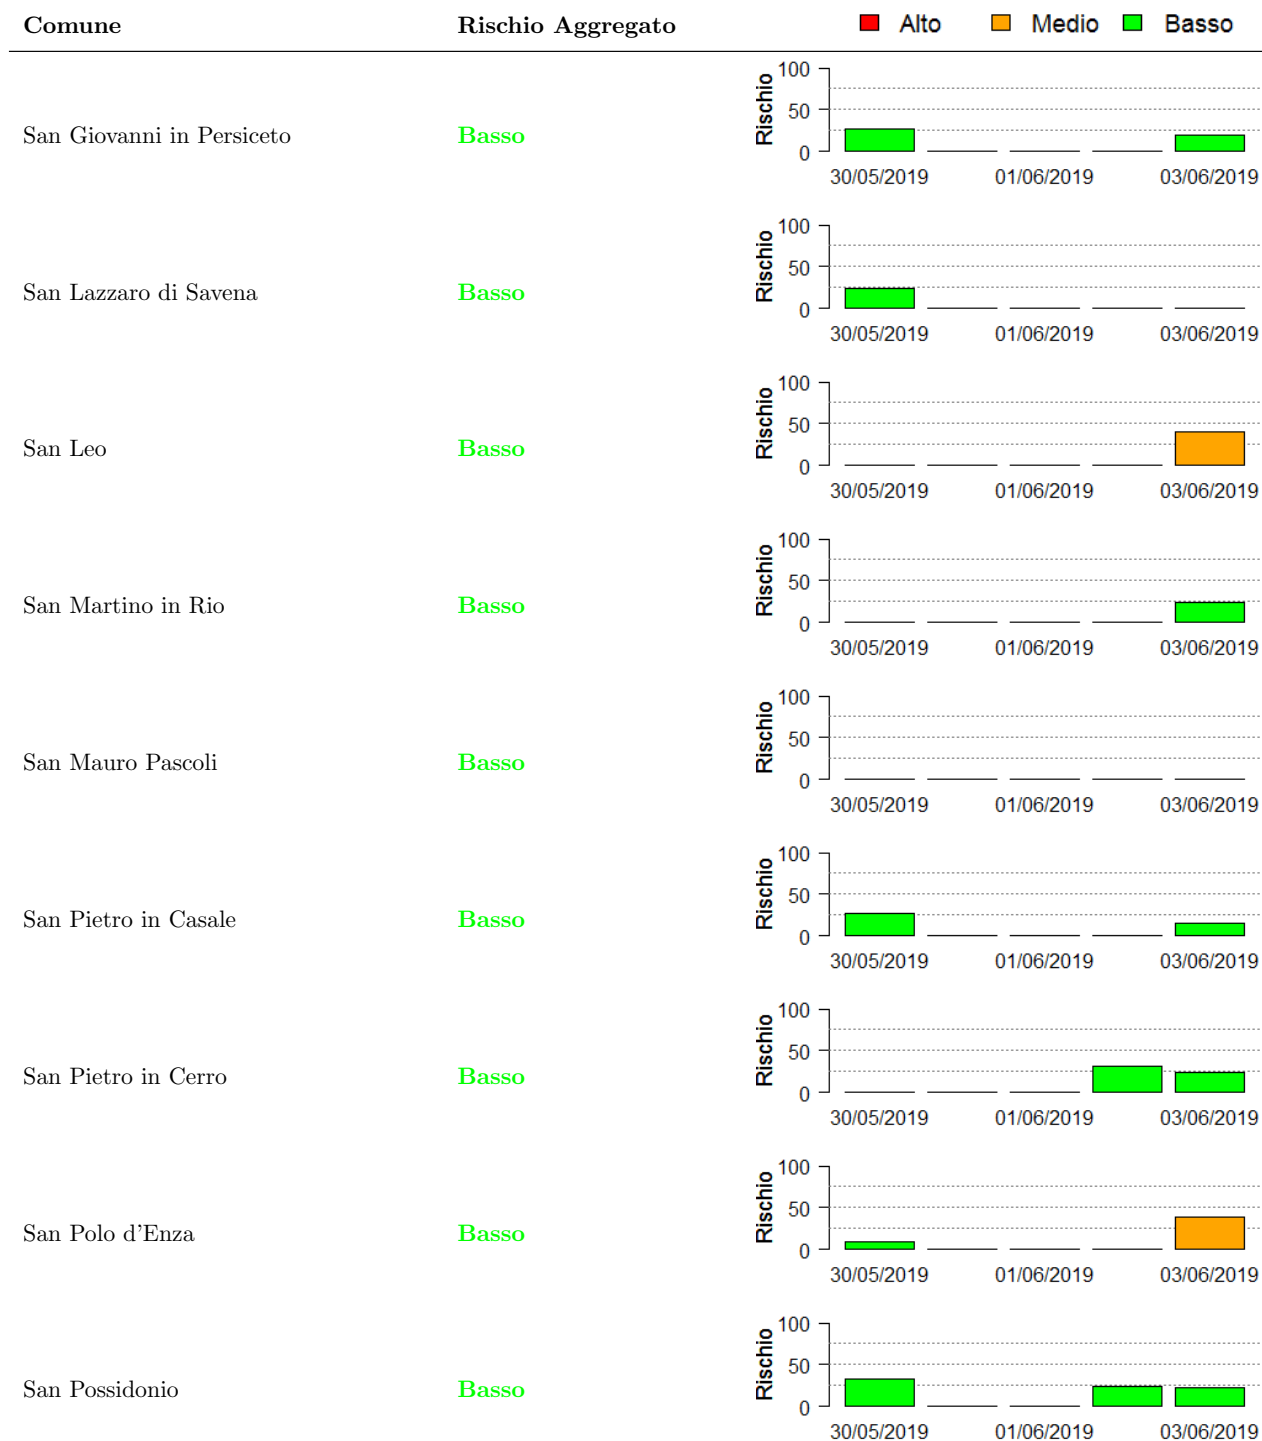 Comune Rischio Aggregato Alto Medio Basso
San Giovanni in Persiceto Basso Rischio 100 50 0
30/05/2019 01/06/2019 03/06/2019
San Lazzaro di Savena Basso Rischio 100 50 0
30/05/2019 01/06/2019 03/06/2019
San Leo Basso Rischio 100 50 0
30/05/2019 01/06/2019 03/06/2019
San Martino in Rio Basso Rischio 100 50 0
30/05/2019 01/06/2019 03/06/2019
San Mauro Pascoli Basso Rischio 100 50 0
30/05/2019 01/06/2019 03/06/2019
San Pietro in Casale Basso Rischio 100 50 0
30/05/2019 01/06/2019 03/06/2019
San Pietro in Cerro Basso Rischio 100 50 0
30/05/2019 01/06/2019 03/06/2019
San Polo d'Enza Basso Rischio 100 50 0
30/05/2019 01/06/2019 03/06/2019
San Possidonio Basso Rischio 100 50 0
30/05/2019 01/06/2019 03/06/2019